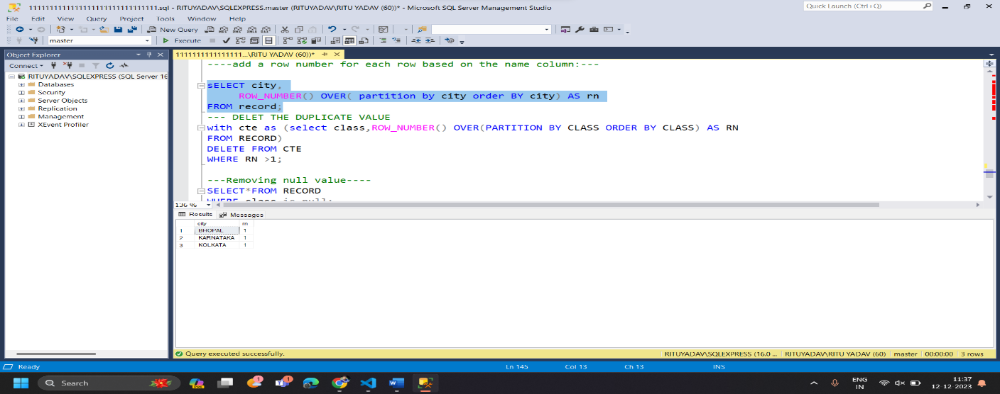 11111111111111111111111111111.sql - RITUYADAV\SQLEXPRESS.master (RITUYADAV\RITU YADAV (60))* - Microsoft SQL Server Management Studio
Quick Launch (Ctrl+Q)
File Edit View Query Project Tools Window Help
New Query
master Execute
Object Explorer
1111111111111111...\RITU YADAV (60))*
Connect
RITUYADAV\SQLEXPRESS (SQL Server 16
Databases
Security
Server Objects
Replication
Management
XEvent Profiler
----add a row number for each row based on the name column:---
sELECT city,
ROW_NUMBER() OVER( partition by city order BY city) AS rn
FROM record;
--- DELET THE DUPLICATE VALUE
with cte as (select class,ROW_NUMBER() OVER(PARTITION BY CLASS ORDER BY CLASS) AS RN
FROM RECORD)
DELETE FROM CTE
WHERE RN >1;
---Removing null value----
SELECT*FROM RECORD
WHERE class is null;
136 %
Results Messages
city rn
1 BHOPAL 1
2 KARNATAKA 1
3 KOLKATA 1
Query executed successfully.
RITUYADAV\SQLEXPRESS (16.0 ... RITUYADAV\RITU YADAV (60) master 00:00:00 3 rows
Ready Ln 145 Col 13 Ch 13 INS
Search
ENG
IN
11:37
12-12-2023